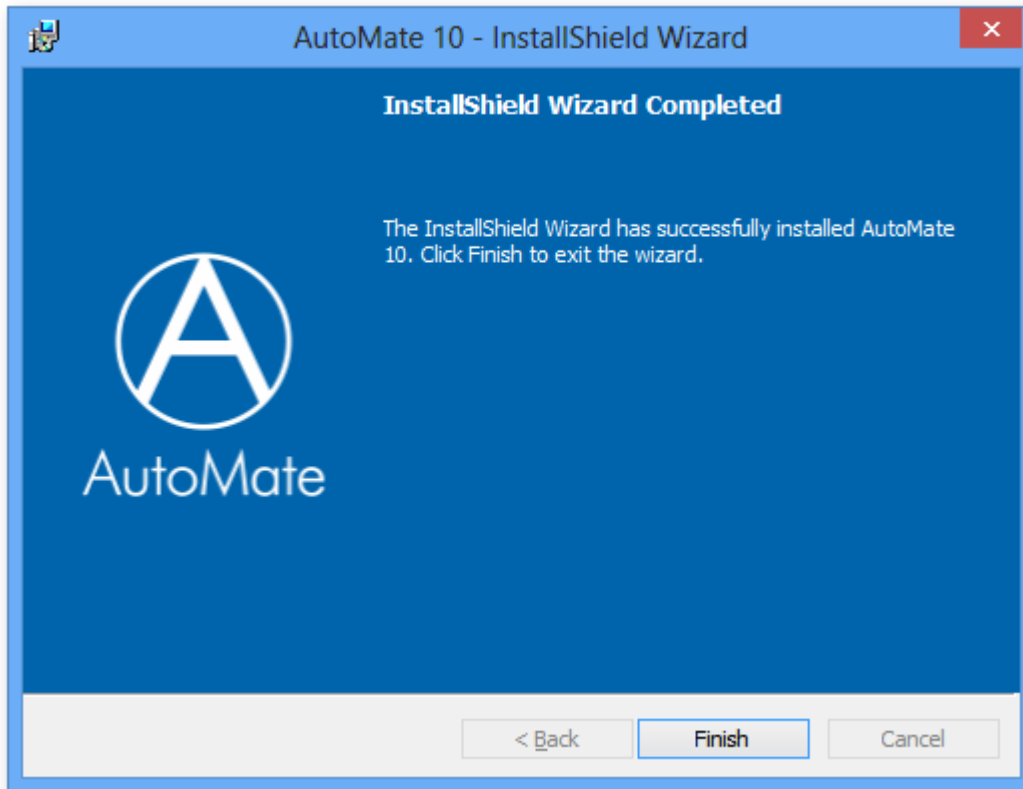 AutoMate 10 - InstallShield Wizard
InstallShield Wizard Completed
The InstallShield Wizard has successfully installed AutoMate
10. Click Finish to exit the wizard.
A
AutoMate
< Back
Finish
Cancel